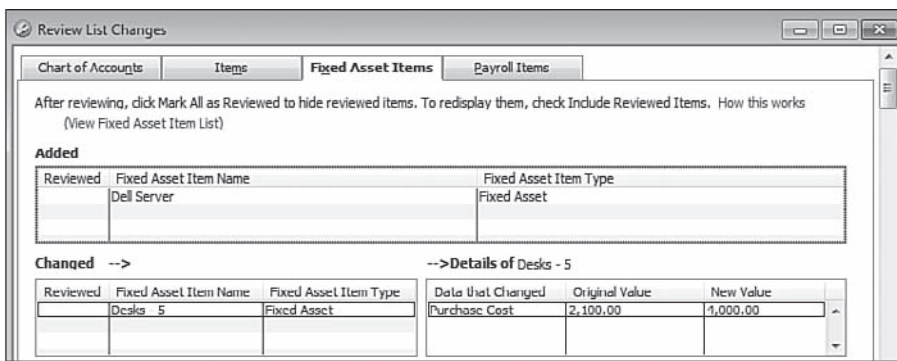 Review List Changes
Chart of Accounts Items Fixed Asset Items Payroll Items
After reviewing, click Mark All as Reviewed to hide reviewed items. To redisplay them, check Include Reviewed Items. How this works
(View Fixed Asset Item List)
Added
Reviewed Fixed Asset Item Name Fixed Asset Item Type
Dell Server Fixed Asset
Changed --> -->Details of Desks - 5
Reviewed Fixed Asset Item Name Fixed Asset Item Type Data that Changed Original Value New Value
Desks - 5 Fixed Asset Purchase Cost 2,100.00 4,000.00